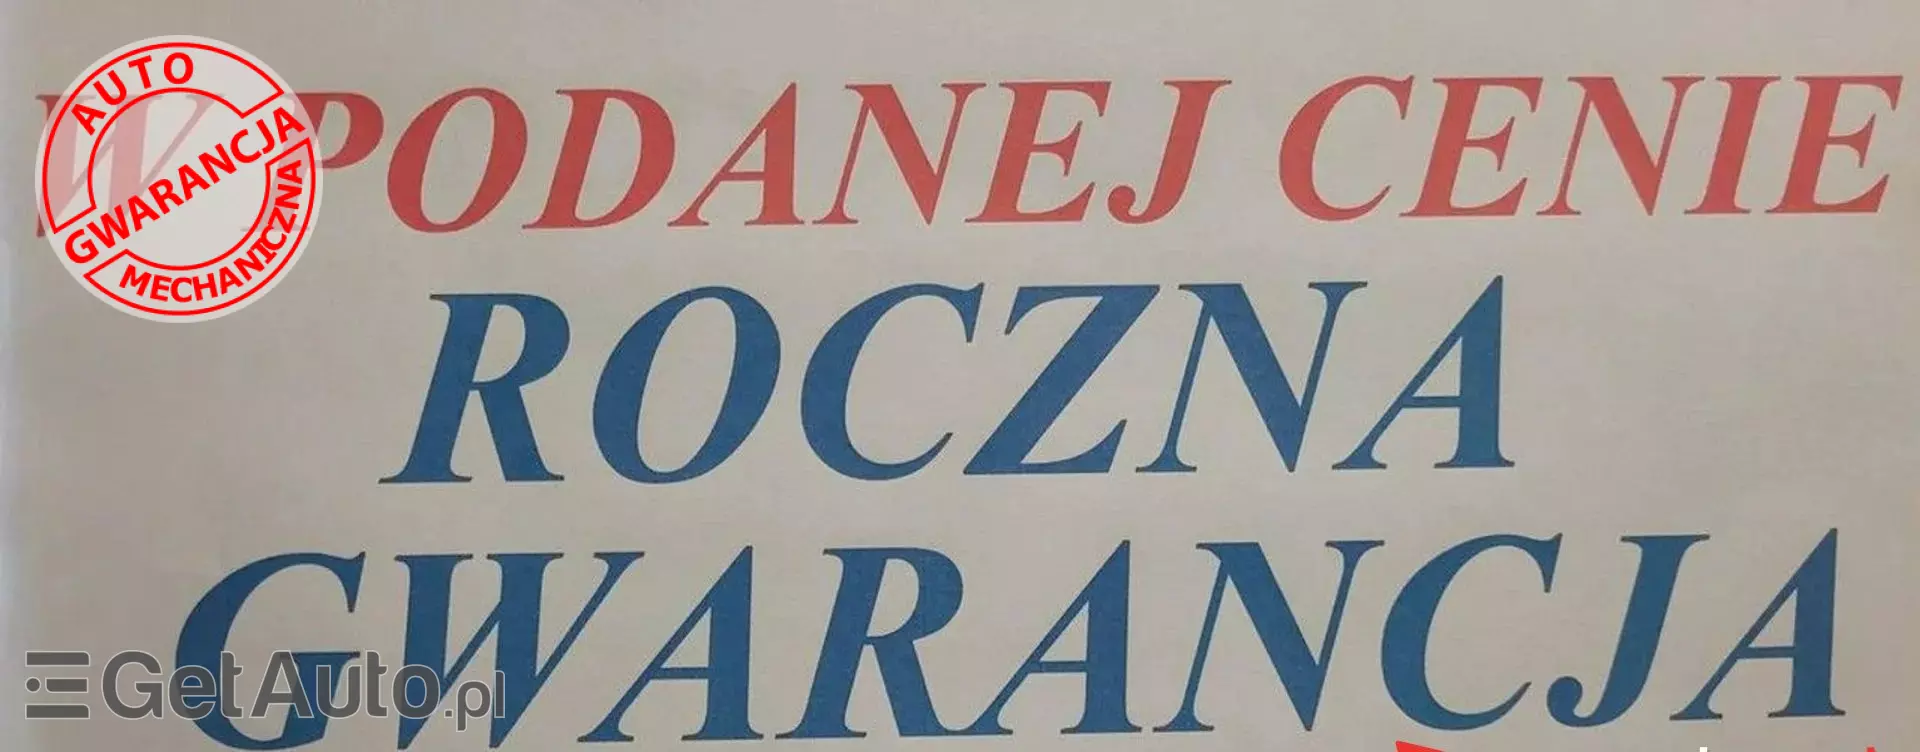 W PODANEJ CENIE
ROCZNA
GWARANCJA
AUTO
GWARANCJA
MECHANICZNA
GetAuto.pl